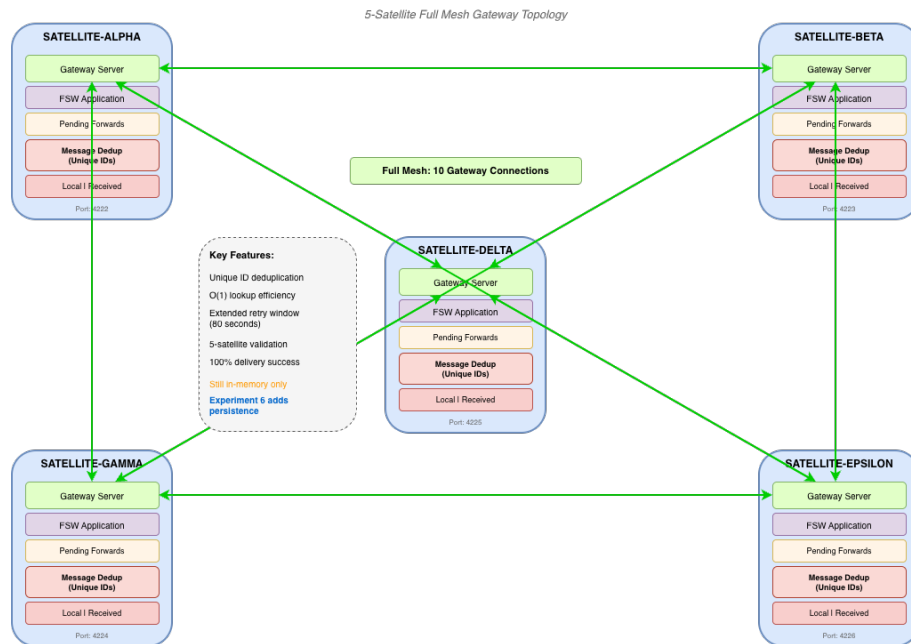 5-Satellite Full Mesh Gateway Topology
SATELLITE-ALPHA
Gateway Server
FSW Application
Pending Forwards
Message Dedup
(Unique IDs)
Local I Received
Port: 4222
SATELLITE-BETA
Gateway Server
FSW Application
Pending Forwards
Message Dedup
(Unique IDs)
Local I Received
Port: 4223
Full Mesh: 10 Gateway Connections
Key Features:
Unique ID deduplication
O(1) lookup efficiency
Extended retry window
(80 seconds)
5-satellite validation
100% delivery success
Still in-memory only
Experiment 6 adds
persistence
SATELLITE-DELTA
Gateway Server
FSW Application
Pending Forwards
Message Dedup
(Unique IDs)
Local I Received
Port: 4225
SATELLITE-GAMMA
Gateway Server
FSW Application
Pending Forwards
Message Dedup
(Unique IDs)
Local I Received
Port: 4224
SATELLITE-EPSILON
Gateway Server
FSW Application
Pending Forwards
Message Dedup
(Unique IDs)
Local I Received
Port: 4226